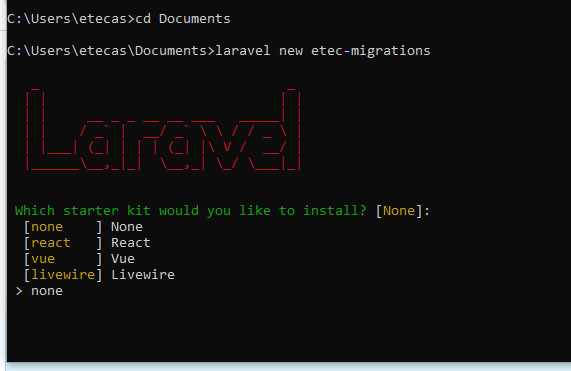 C:\Users\etecas>cd Documents
C:\Users\etecas\Documents>laravel new etec-migrations
Laravel
Which starter kit would you like to install? [None]:
[none    ] None
[react   ] React
[vue     ] Vue
[livewire] Livewire
> none